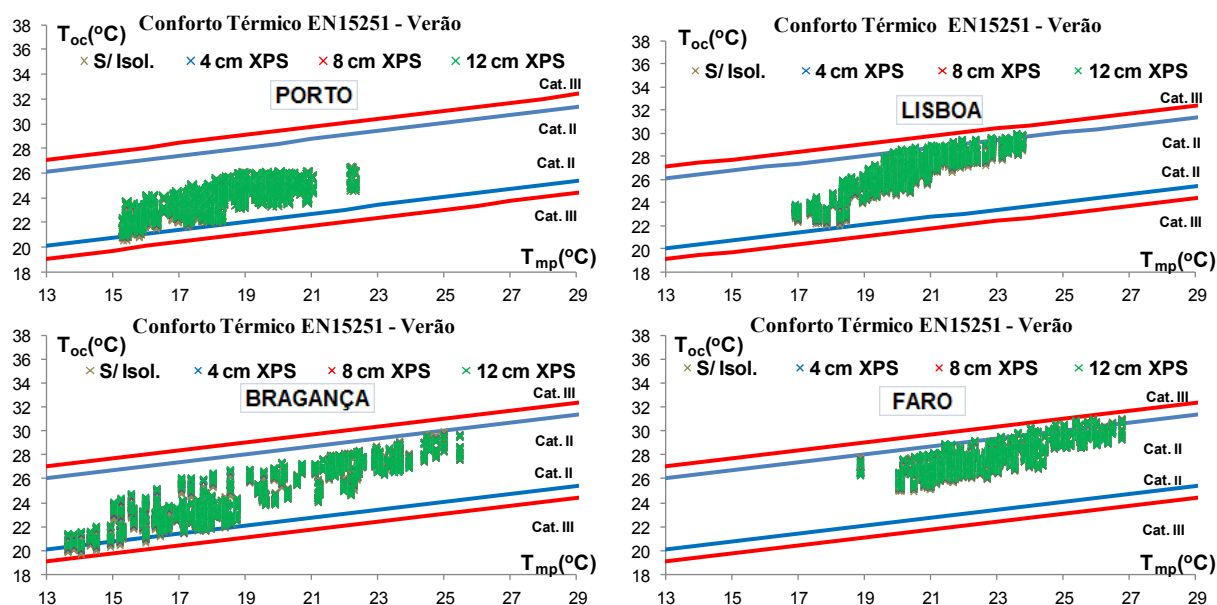 Conforto Térmico EN15251 - Verão
Toc(ºC)
× S/ Isol. × 4 cm XPS × 8 cm XPS × 12 cm XPS
PORTO
Cat. III
Cat. II
Cat. II
Cat. III
Tmp(ºC)
38
36
34
32
30
28
26
24
22
20
18
13 15 17 19 21 23 25 27 29
Conforto Térmico EN15251 - Verão
Toc(ºC)
× S/ Isol. × 4 cm XPS × 8 cm XPS × 12 cm XPS
LISBOA
Cat. III
Cat. II
Cat. II
Cat. III
Tmp(ºC)
38
36
34
32
30
28
26
24
22
20
18
13 15 17 19 21 23 25 27 29
Conforto Térmico EN15251 - Verão
Toc(ºC)
× S/ Isol. × 4 cm XPS × 8 cm XPS × 12 cm XPS
BRAGANÇA
Cat. III
Cat. II
Cat. II
Cat. III
Tmp(ºC)
38
36
34
32
30
28
26
24
22
20
18
13 15 17 19 21 23 25 27 29
Conforto Térmico EN15251 - Verão
Toc(ºC)
× S/ Isol. × 4 cm XPS × 8 cm XPS × 12 cm XPS
FARO
Cat. III
Cat. II
Cat. II
Cat. III
Tmp(ºC)
38
36
34
32
30
28
26
24
22
20
18
13 15 17 19 21 23 25 27 29